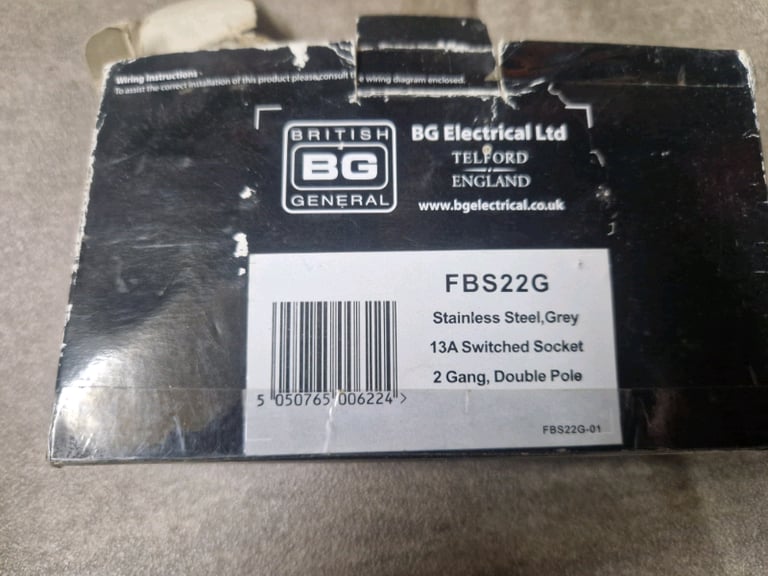 Wiring Instructions -
To assist the correct installation of this product please consult t e wiring diagram enclosed.
BRITISH
BG
GENERAL
BG Electrical Ltd
TELFORD
ENGLAND
www.bgelectrical.co.uk
FBS22G
Stainless Steel,Grey
13A Switched Socket
2 Gang, Double Pole
5 050765 006224 >
FBS22G-01